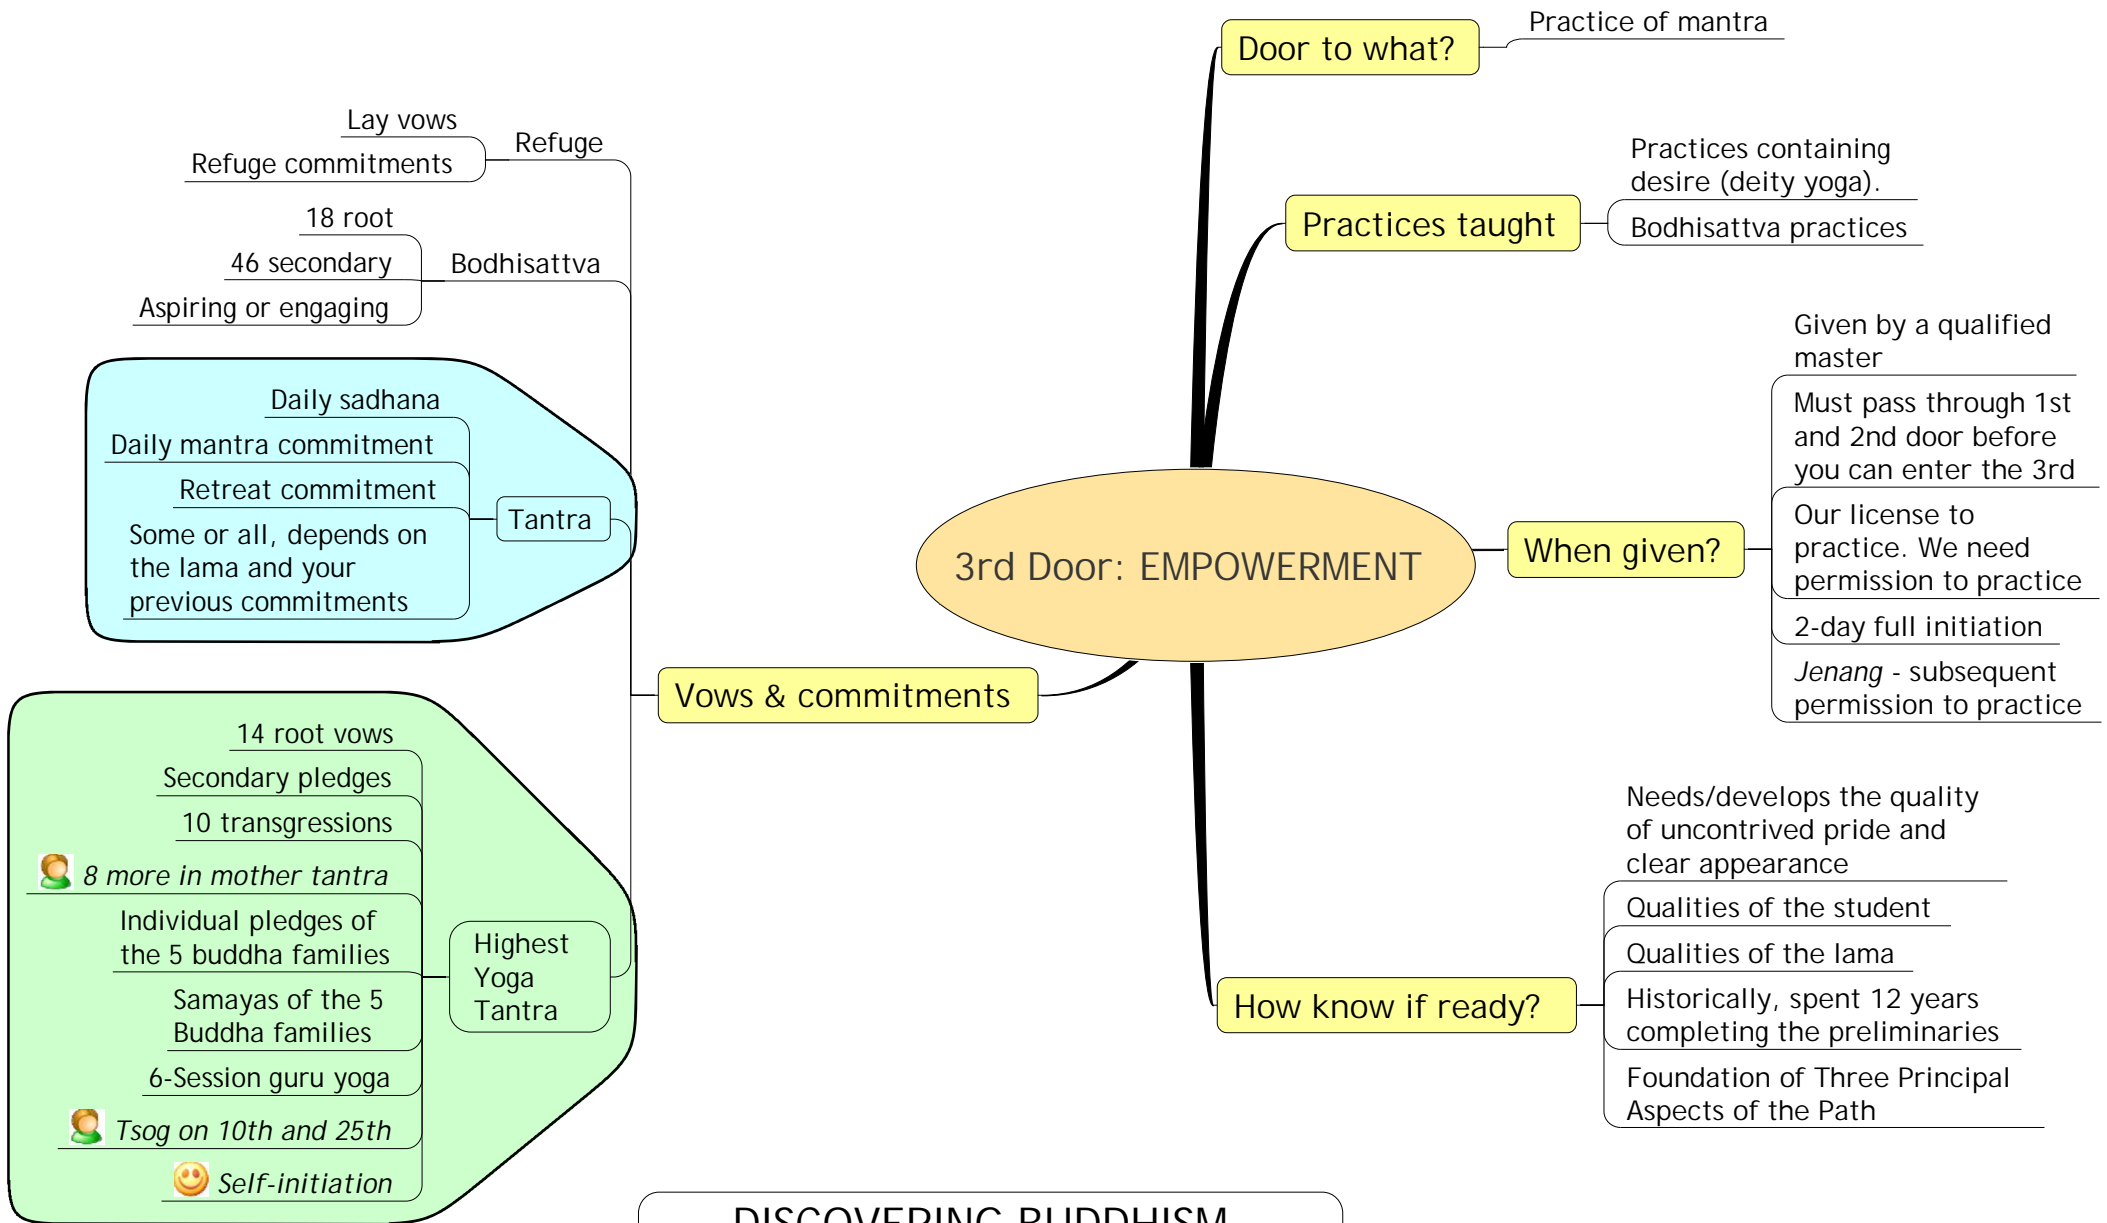 3rd Door: EMPOWERMENT
Door to what?
Practice of mantra
Practices taught
Practices containing
desire (deity yoga).
Bodhisattva practices
When given?
Given by a qualified
master
Must pass through 1st
and 2nd door before
you can enter the 3rd
Our license to
practice. We need
permission to practice
2-day full initiation
Jenang - subsequent
permission to practice
How know if ready?
Needs/develops the quality
of uncontrived pride and
clear appearance
Qualities of the student
Qualities of the lama
Historically, spent 12 years
completing the preliminaries
Foundation of Three Principal
Aspects of the Path
Vows & commitments
Refuge
Lay vows
Refuge commitments
Bodhisattva
18 root
46 secondary
Aspiring or engaging
Tantra
Daily sadhana
Daily mantra commitment
Retreat commitment
Some or all, depends on
the lama and your
previous commitments
Highest
Yoga
Tantra
14 root vows
Secondary pledges
10 transgressions
8 more in mother tantra
Individual pledges of
the 5 buddha families
Samayas of the 5
Buddha families
6-Session guru yoga
Tsog on 10th and 25th
Self-initiation
DISCOVERING BUDDHISM